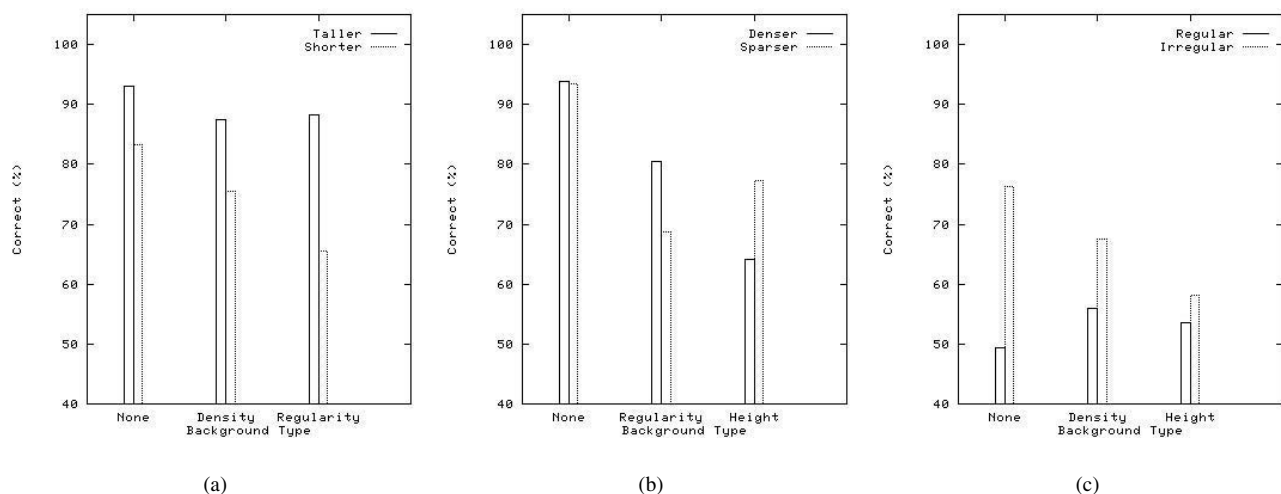 100
90
80
70
60
50
40
Correct (%)
Taller
Shorter
None Density Regularity
Background Type
(a)
100
90
80
70
60
50
40
Correct (%)
Denser
Sparser
None Regularity Height
Background Type
(b)
100
90
80
70
60
50
40
Correct (%)
Regular
Irregular
None Density Height
Background Type
(c)